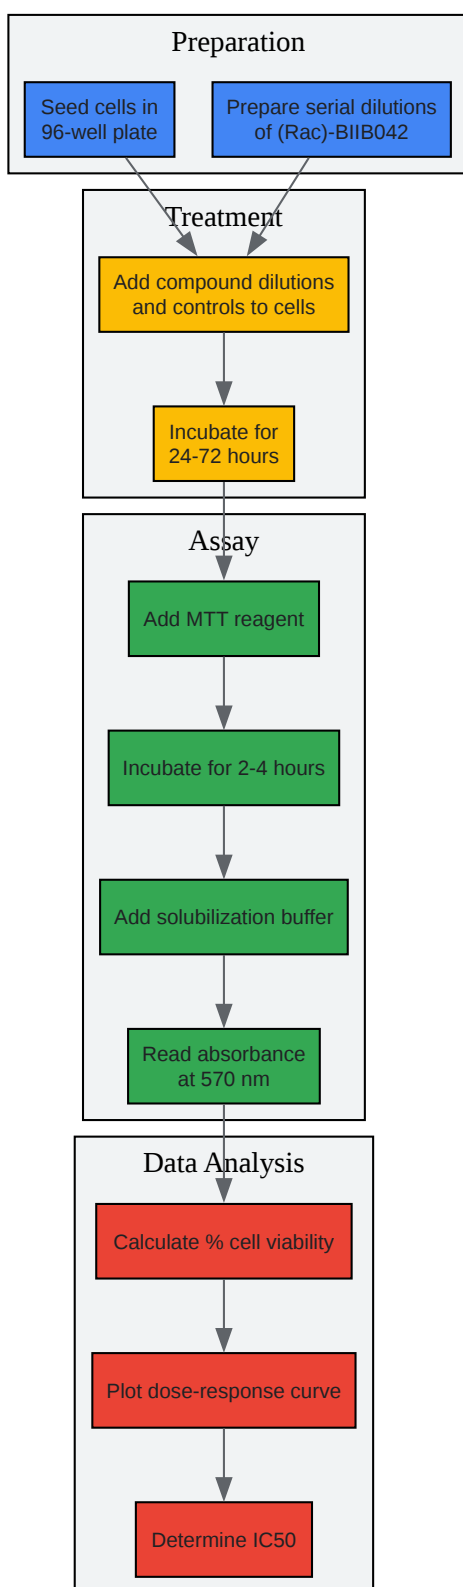 Preparation
Seed cells in
96-well plate
Prepare serial dilutions
of (Rac)-BIIB042
Treatment
Add compound dilutions
and controls to cells
Incubate for
24-72 hours
Assay
Add MTT reagent
Incubate for 2-4 hours
Add solubilization buffer
Read absorbance
at 570 nm
Data Analysis
Calculate % cell viability
Plot dose-response curve
Determine IC50